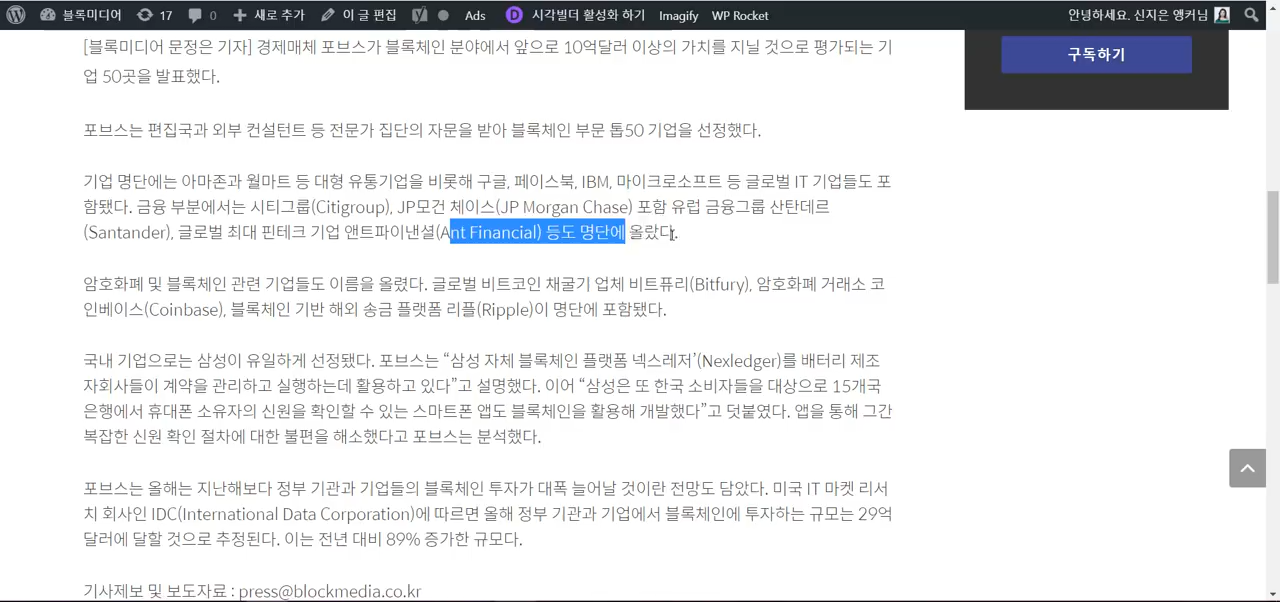 블록미디어 17 0 새로 추가 이 글 편집 Ads 시각빌더 활성화 하기 Imagify WP Rocket 안녕하세요. 신지은 앵커님
[블록미디어 문정은 기자] 경제매체 포브스가 블록체인 분야에서 앞으로 10억달러 이상의 가치를 지닐 것으로 평가되는 기
업 50곳을 발표했다.
구독하기
포브스는 편집국과 외부 컨설턴트 등 전문가 집단의 자문을 받아 블록체인 부문 톱50 기업을 선정했다.
기업 명단에는 아마존과 월마트 등 대형 유통기업을 비롯해 구글, 페이스북, IBM, 마이크로소프트 등 글로벌 IT 기업들도 포
함됐다. 금융 부분에서는 시티그룹(Citigroup), JP모건 체이스(JP Morgan Chase) 포함 유럽 금융그룹 산탄데르
(Santander), 글로벌 최대 핀테크 기업 앤트파이낸셜(Ant Financial) 등도 명단에 올랐다.
암호화폐 및 블록체인 관련 기업들도 이름을 올렸다. 글로벌 비트코인 채굴기 업체 비트퓨리(Bitfury), 암호화폐 거래소 코
인베이스(Coinbase), 블록체인 기반 해외 송금 플랫폼 리플(Ripple)이 명단에 포함됐다.
국내 기업으로는 삼성이 유일하게 선정됐다. 포브스는 “삼성 자체 블록체인 플랫폼 넥스레저’(Nexledger)를 배터리 제조
자회사들이 계약을 관리하고 실행하는데 활용하고 있다”고 설명했다. 이어 “삼성은 또 한국 소비자들을 대상으로 15개국
은행에서 휴대폰 소유자의 신원을 확인할 수 있는 스마트폰 앱도 블록체인을 활용해 개발했다”고 덧붙였다. 앱을 통해 그간
복잡한 신원 확인 절차에 대한 불편을 해소했다고 포브스는 분석했다.
포브스는 올해는 지난해보다 정부 기관과 기업들의 블록체인 투자가 대폭 늘어날 것이란 전망도 담았다. 미국 IT 마켓 리서
치 회사인 IDC(International Data Corporation)에 따르면 올해 정부 기관과 기업에서 블록체인에 투자하는 규모는 29억
달러에 달할 것으로 추정된다. 이는 전년 대비 89% 증가한 규모다.
기사제보 및 보도자료 : press@blockmedia.co.kr